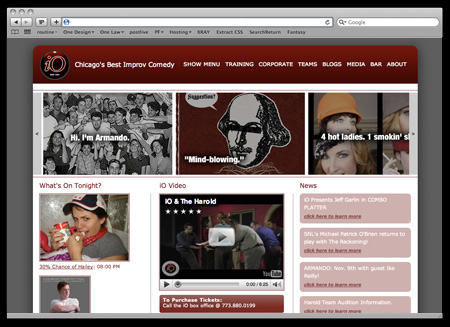 Google
routine
One Design
One Law
postlive
PF
Hosting
XRAY
Extract CSS
SearchReturn
Fantasy
iO
Chicago's Best Improv Comedy
SHOW MENU TRAINING CORPORATE TEAMS BLOGS MEDIA BAR ABOUT
Hi. I'm Armando.
Suggestion?
"Mind-blowing."
4 hot ladies. 1 smokin' sl
What's On Tonight?
30% Chance of Hailey: 08:00 PM
iO Video
iO & The Harold
YouTube
0:00 / 6:25
To Purchase Tickets:
Call the iO box office @ 773.880.0199
News
iO Presents Jeff Garlin in COMBO
PLATTER
click here to learn more
SNL's Michael Patrick O'Brien returns
to play with The Reckoning!
click here to learn more
ARMANDO: Nov. 9th with guest Ike
Reilly!
click here to learn more
Harold Team Audition Information.
click here to learn more